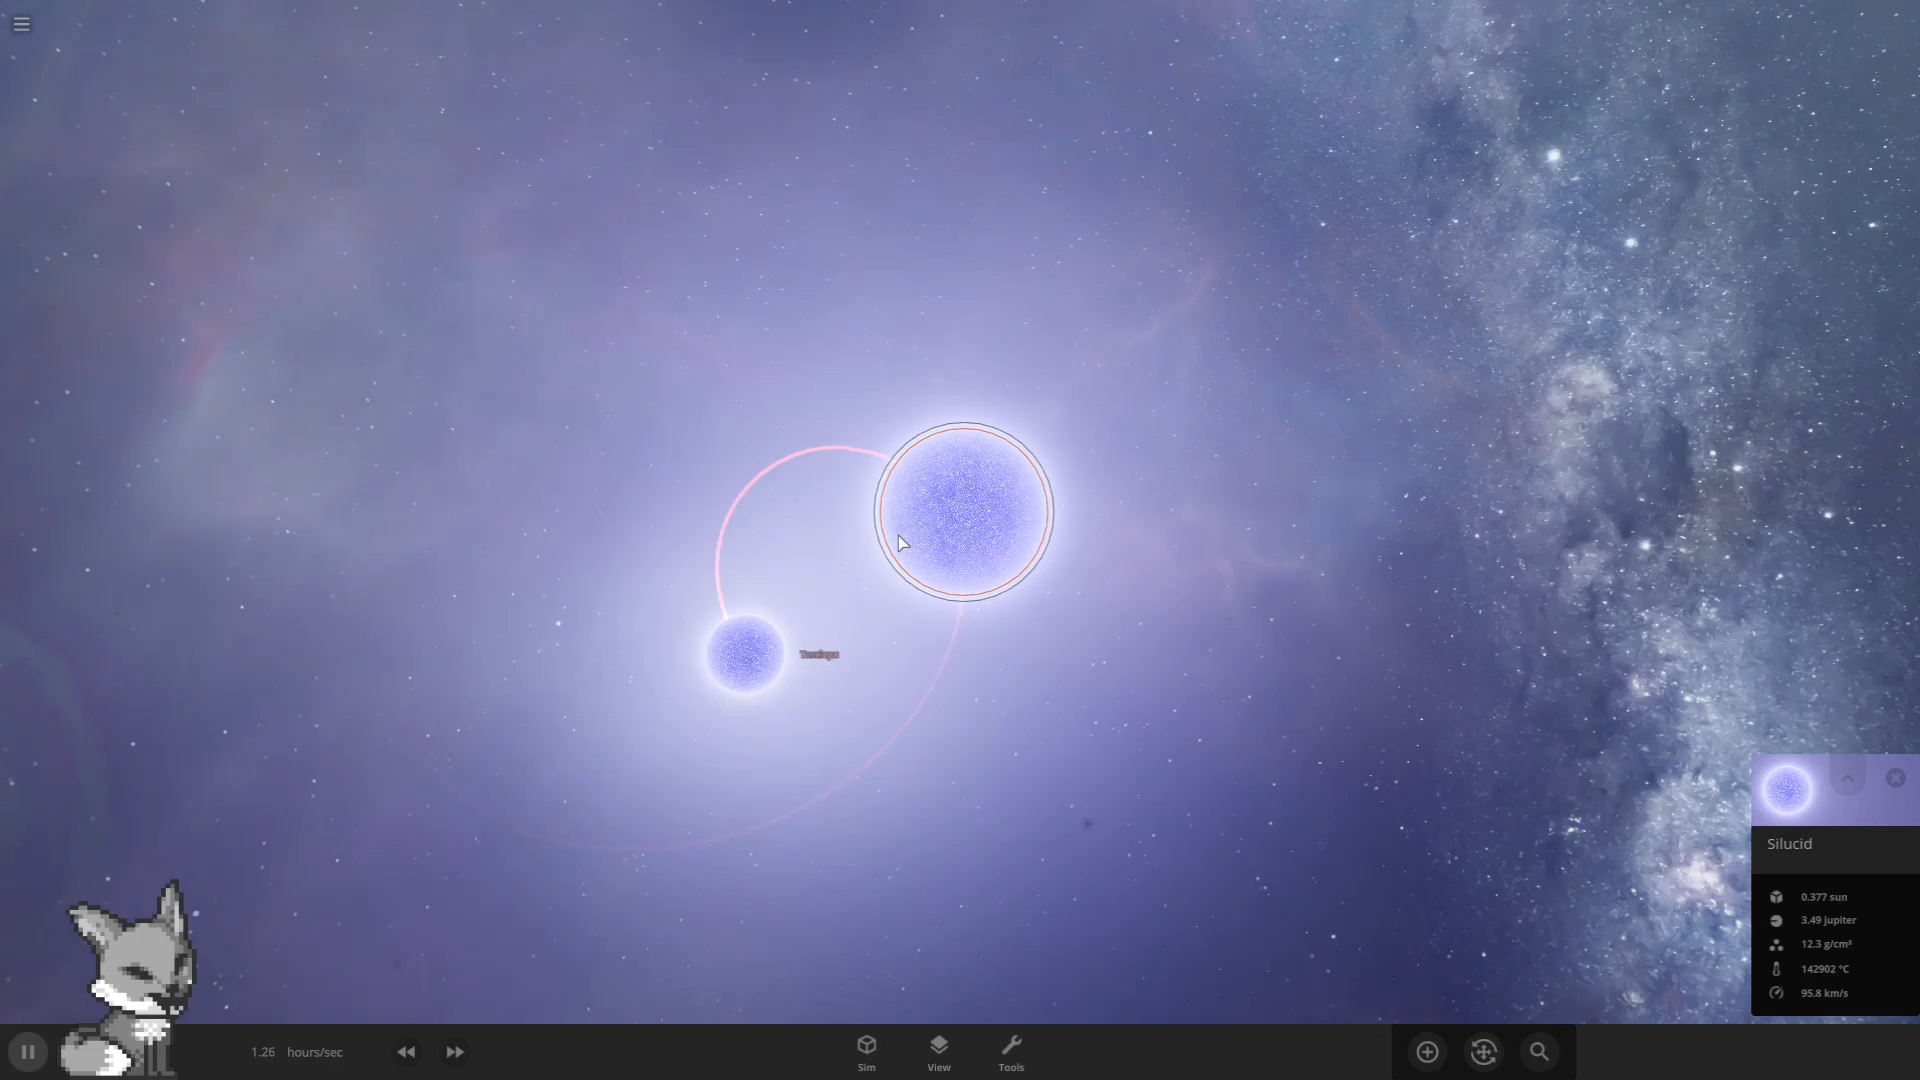 Silucid
0.377 sun
3.49 jupiter
12.3 g/cm³
142902 °C
95.8 km/s
1.26 hours/sec
Sim
View
Tools